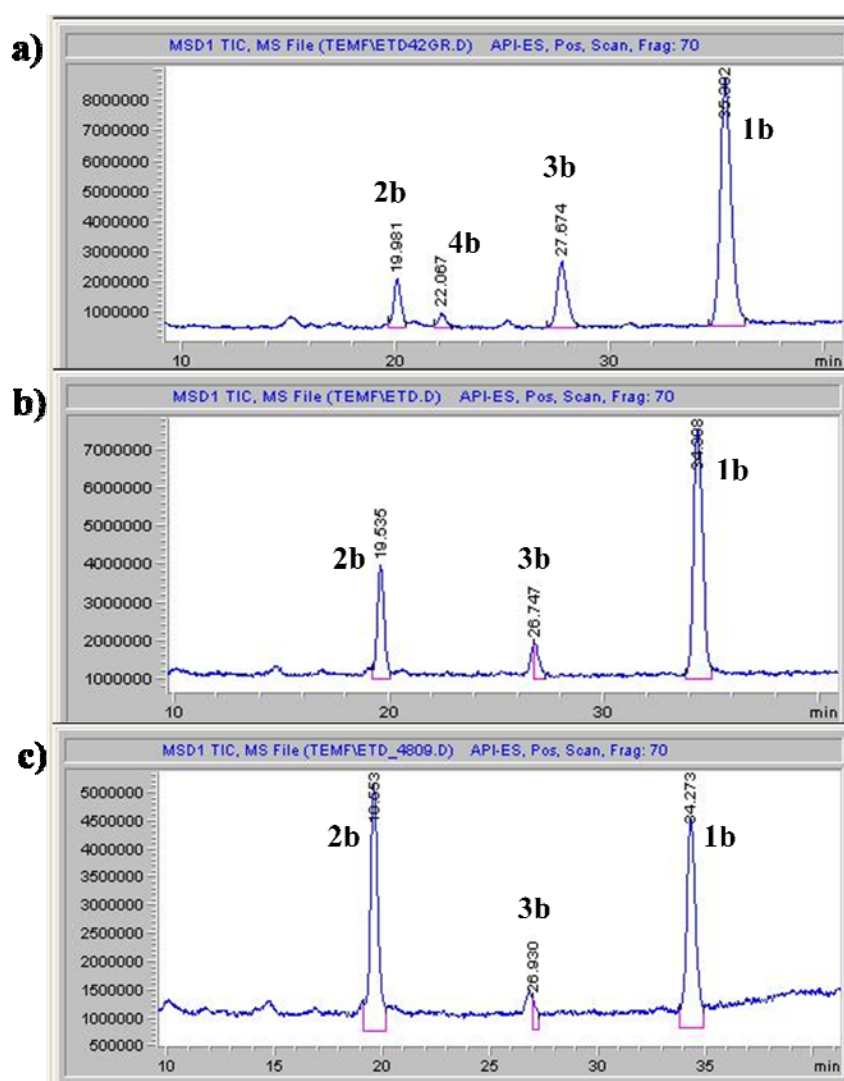 a)
MSD1 TIC, MS File (TEMF\ETD42GR.D) API-ES, Pos, Scan, Frag: 70
8000000
7000000
6000000
5000000
4000000
3000000
2000000
1000000
2b
19.981
4b
22.067
3b
27.674
1b
10
20
30
min
b)
MSD1 TIC, MS File (TEMF\ETD.D) API-ES, Pos, Scan, Frag: 70
7000000
6000000
5000000
4000000
3000000
2000000
1000000
2b
19.535
3b
26.747
1b
10
20
30
min
c)
MSD1 TIC, MS File (TEMF\ETD_4809.D) API-ES, Pos, Scan, Frag: 70
5000000
4500000
4000000
3500000
3000000
2500000
2000000
1500000
1000000
500000
2b
3b
26.930
34.273
1b
10
15
20
25
30
35
min